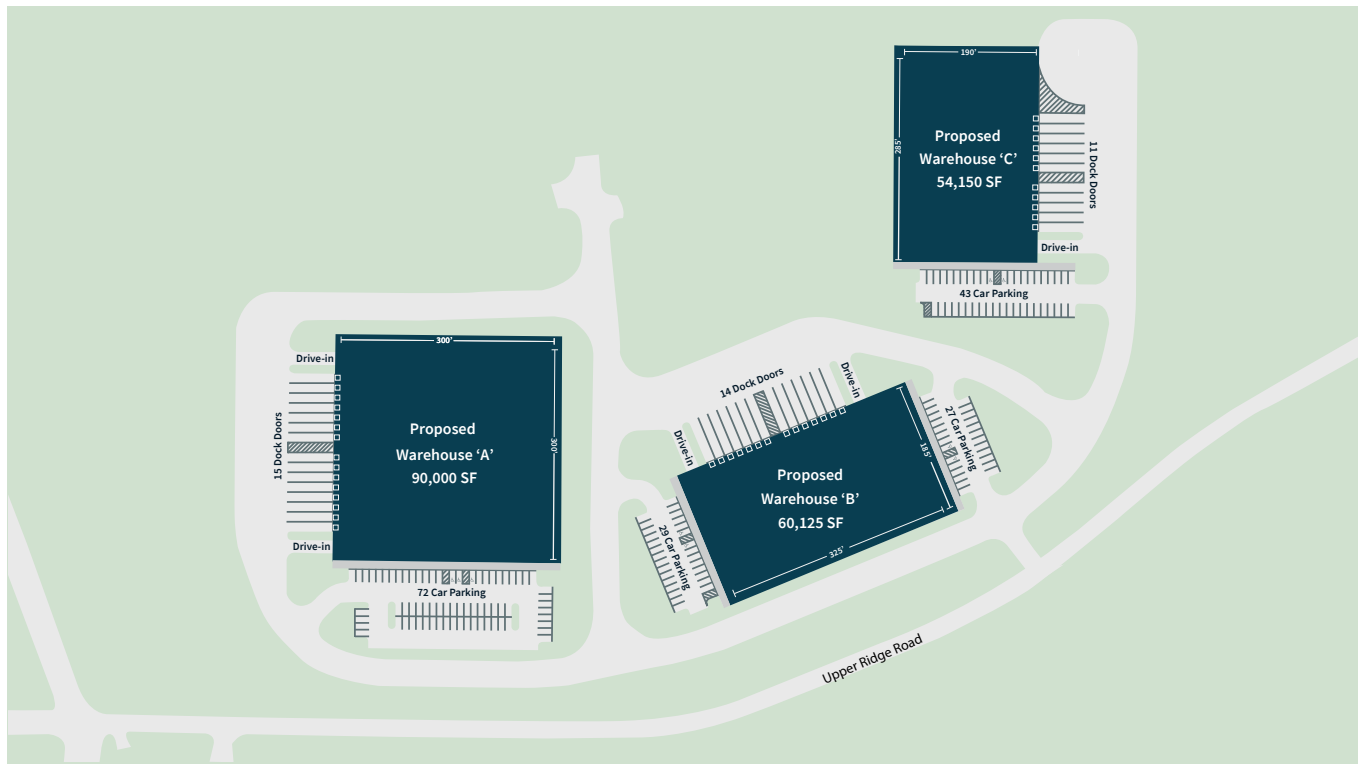 190'
285'
Proposed
Warehouse ‘C’
54,150 SF
11 Dock Doors
Drive-in
43 Car Parking
300'
300'
Drive-in
15 Dock Doors
Proposed
Warehouse ‘A’
90,000 SF
Drive-in
72 Car Parking
14 Dock Doors
Drive-in
Drive-in
27 Car Parking
185'
Proposed
Warehouse ‘B’
60,125 SF
325'
29 Car Parking
Upper Ridge Road